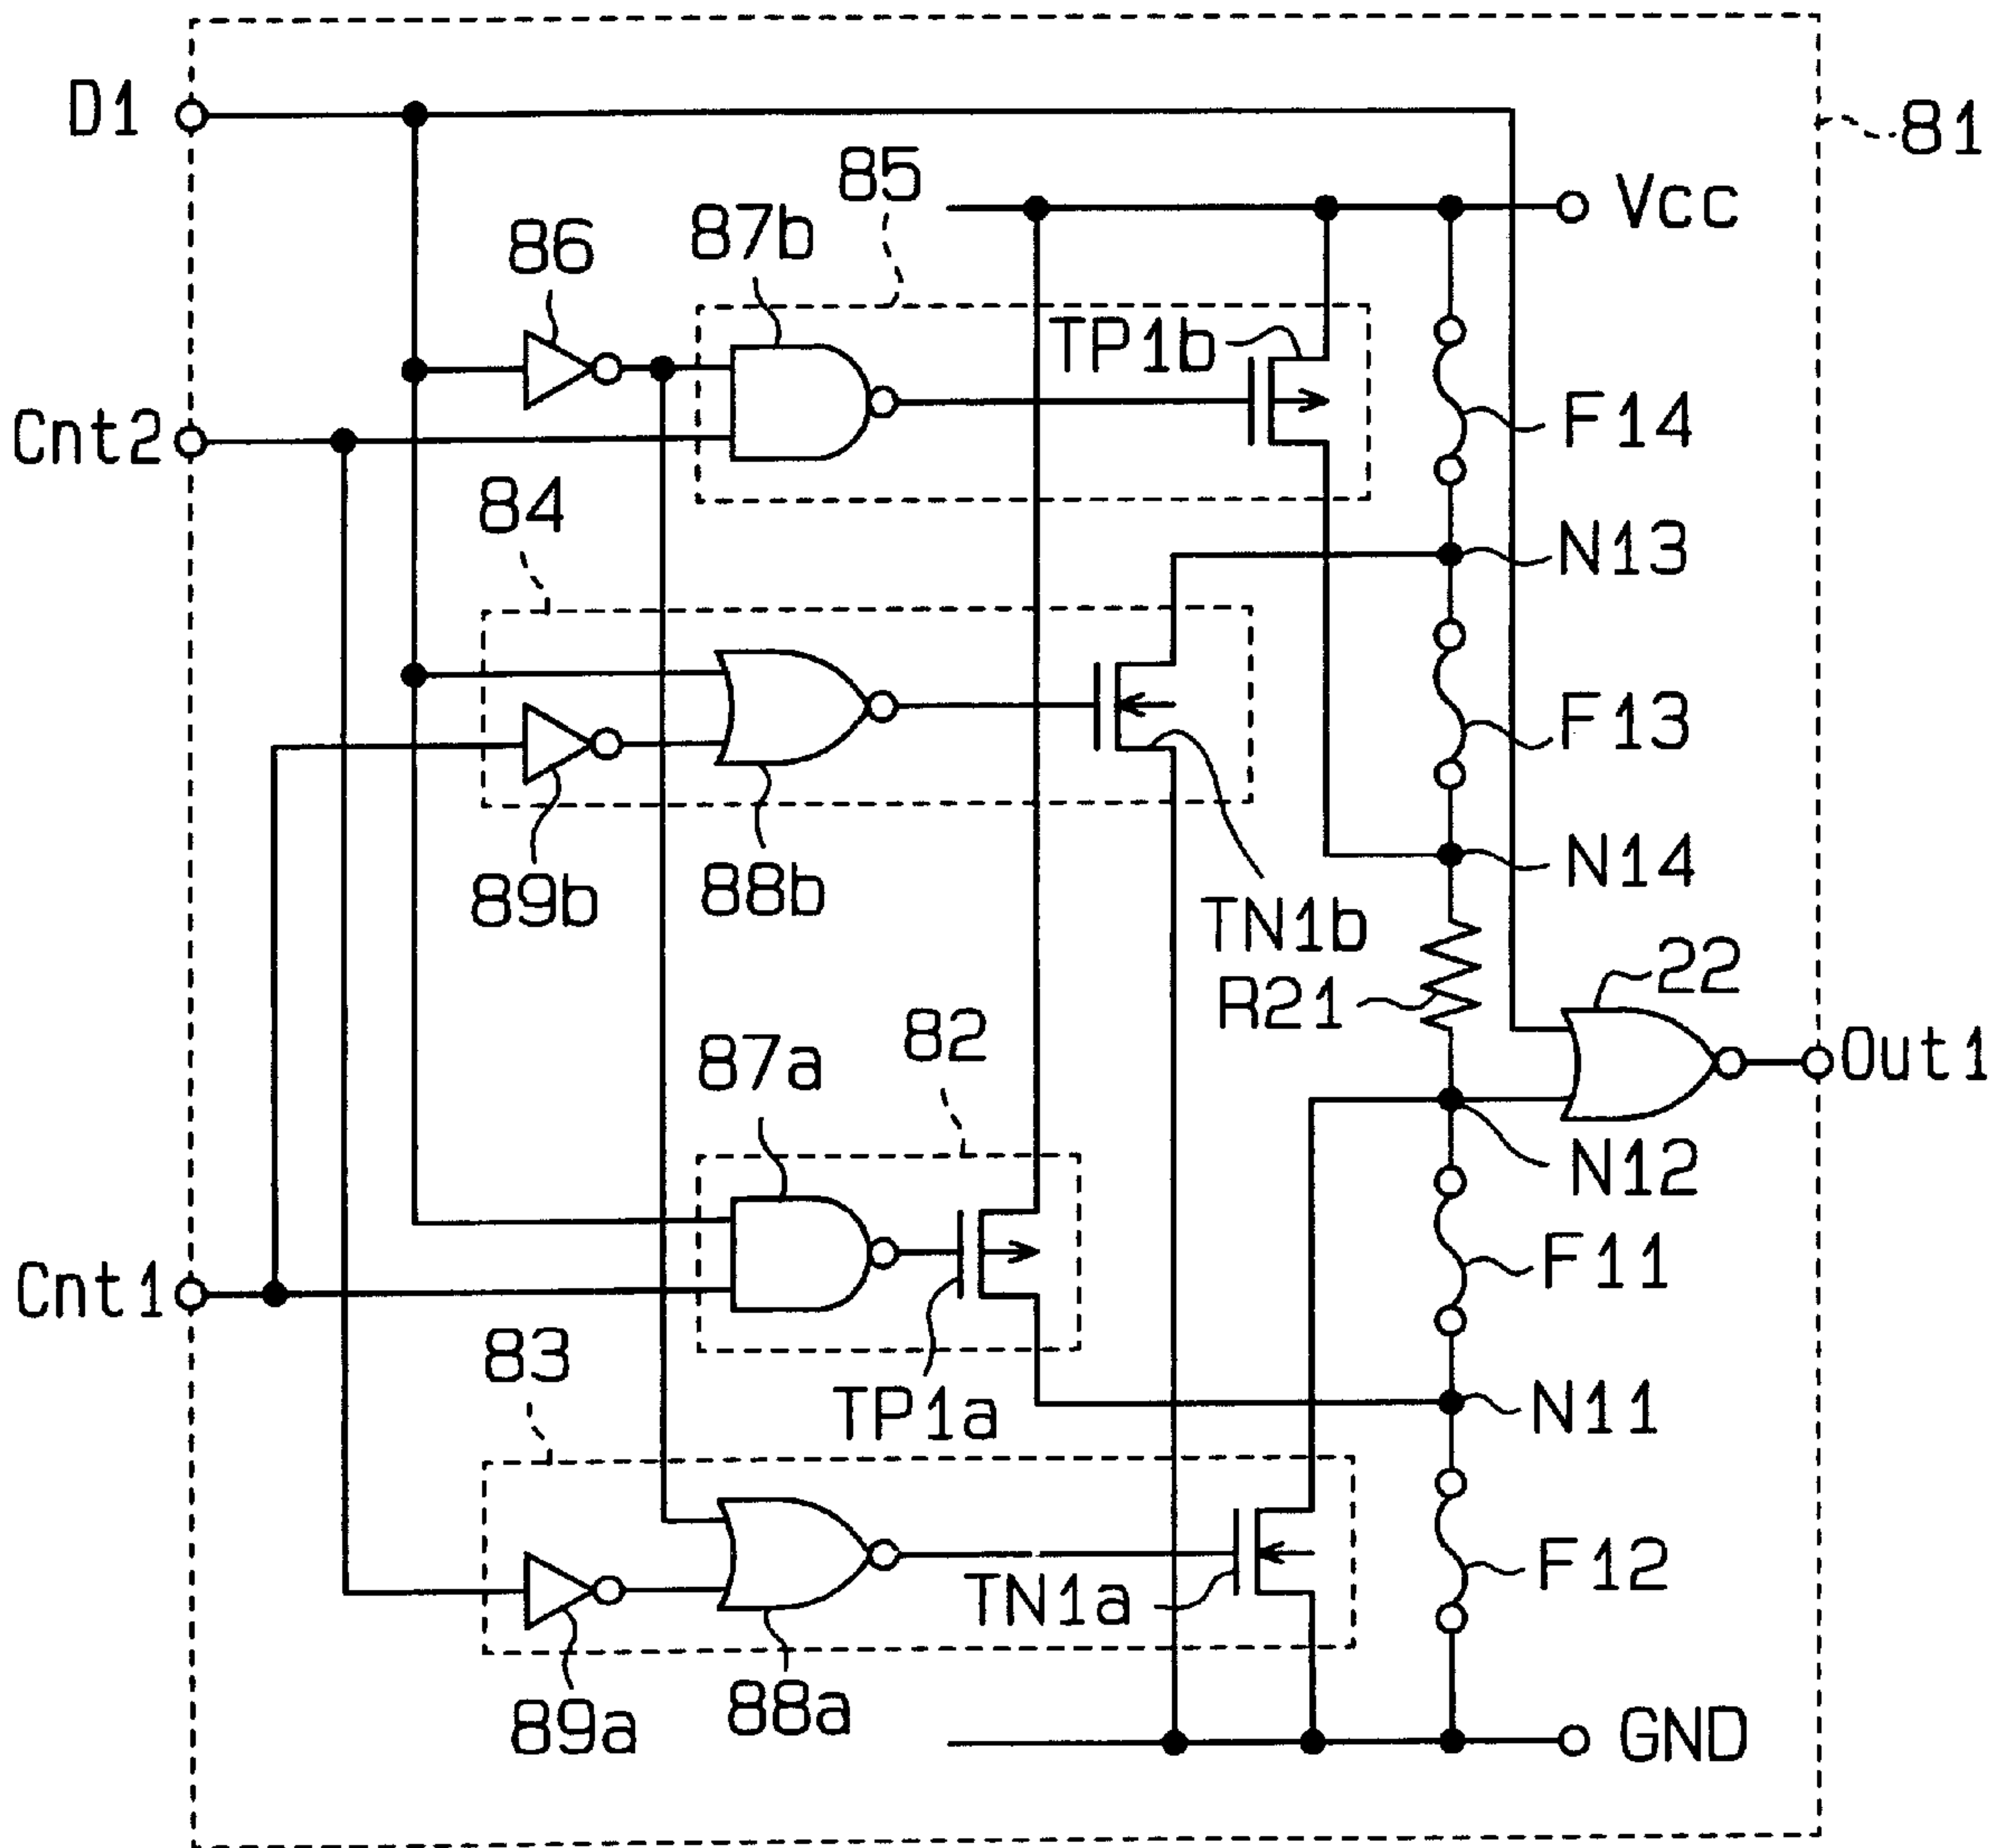 D1
81
85
Vcc
87b
86
TP1b
F14
Cnt2
84
N13
F13
N14
89b
88b
TN1b
22
R21
82
87a
Out1
N12
F11
Cnt1
83
TP1a
N11
F12
TN1a
89a
88a
GND